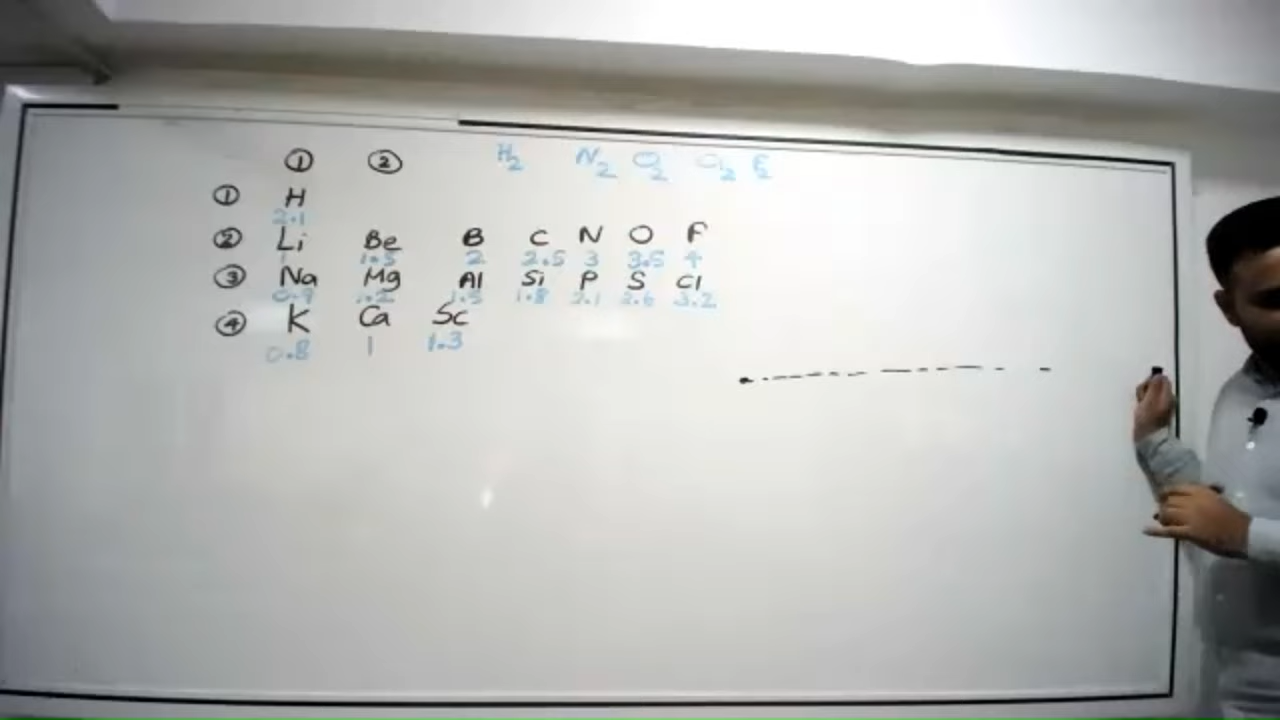 ① ② H₂ N₂ O₂ Cl₂ F₂
① H
2.1
② Li Be B C N O F
1 1.5 2 2.5 3 3.5 4
③ Na Mg Al Si P S Cl
0.9 1.2 1.5 1.8 2.1 2.6 3.2
④ K Ca Sc
0.8 1 1.3